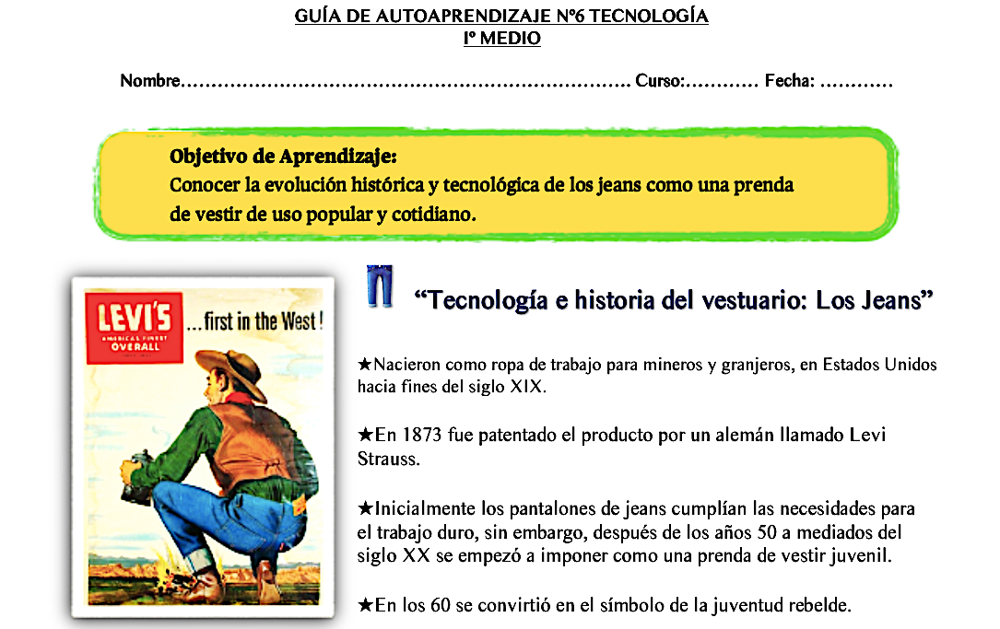 GUÍA DE AUTOAPRENDIZAJE Nº6 TECNOLOGÍA
Iº MEDIO
Nombre……………………………………………………………….. Curso:………… Fecha: …………
Objetivo de Aprendizaje:
Conocer la evolución histórica y tecnológica de los jeans como una prenda
de vestir de uso popular y cotidiano.
LEVI'S
AMERICA'S FINEST
OVERALL
...first in the West!
“Tecnología e historia del vestuario: Los Jeans”
★Nacieron como ropa de trabajo para mineros y granjeros, en Estados Unidos
hacia fines del siglo XIX.
★En 1873 fue patentado el producto por un alemán llamado Levi
Strauss.
★Inicialmente los pantalones de jeans cumplían las necesidades para
el trabajo duro, sin embargo, después de los años 50 a mediados del
siglo XX se empezó a imponer como una prenda de vestir juvenil.
★En los 60 se convirtió en el símbolo de la juventud rebelde.